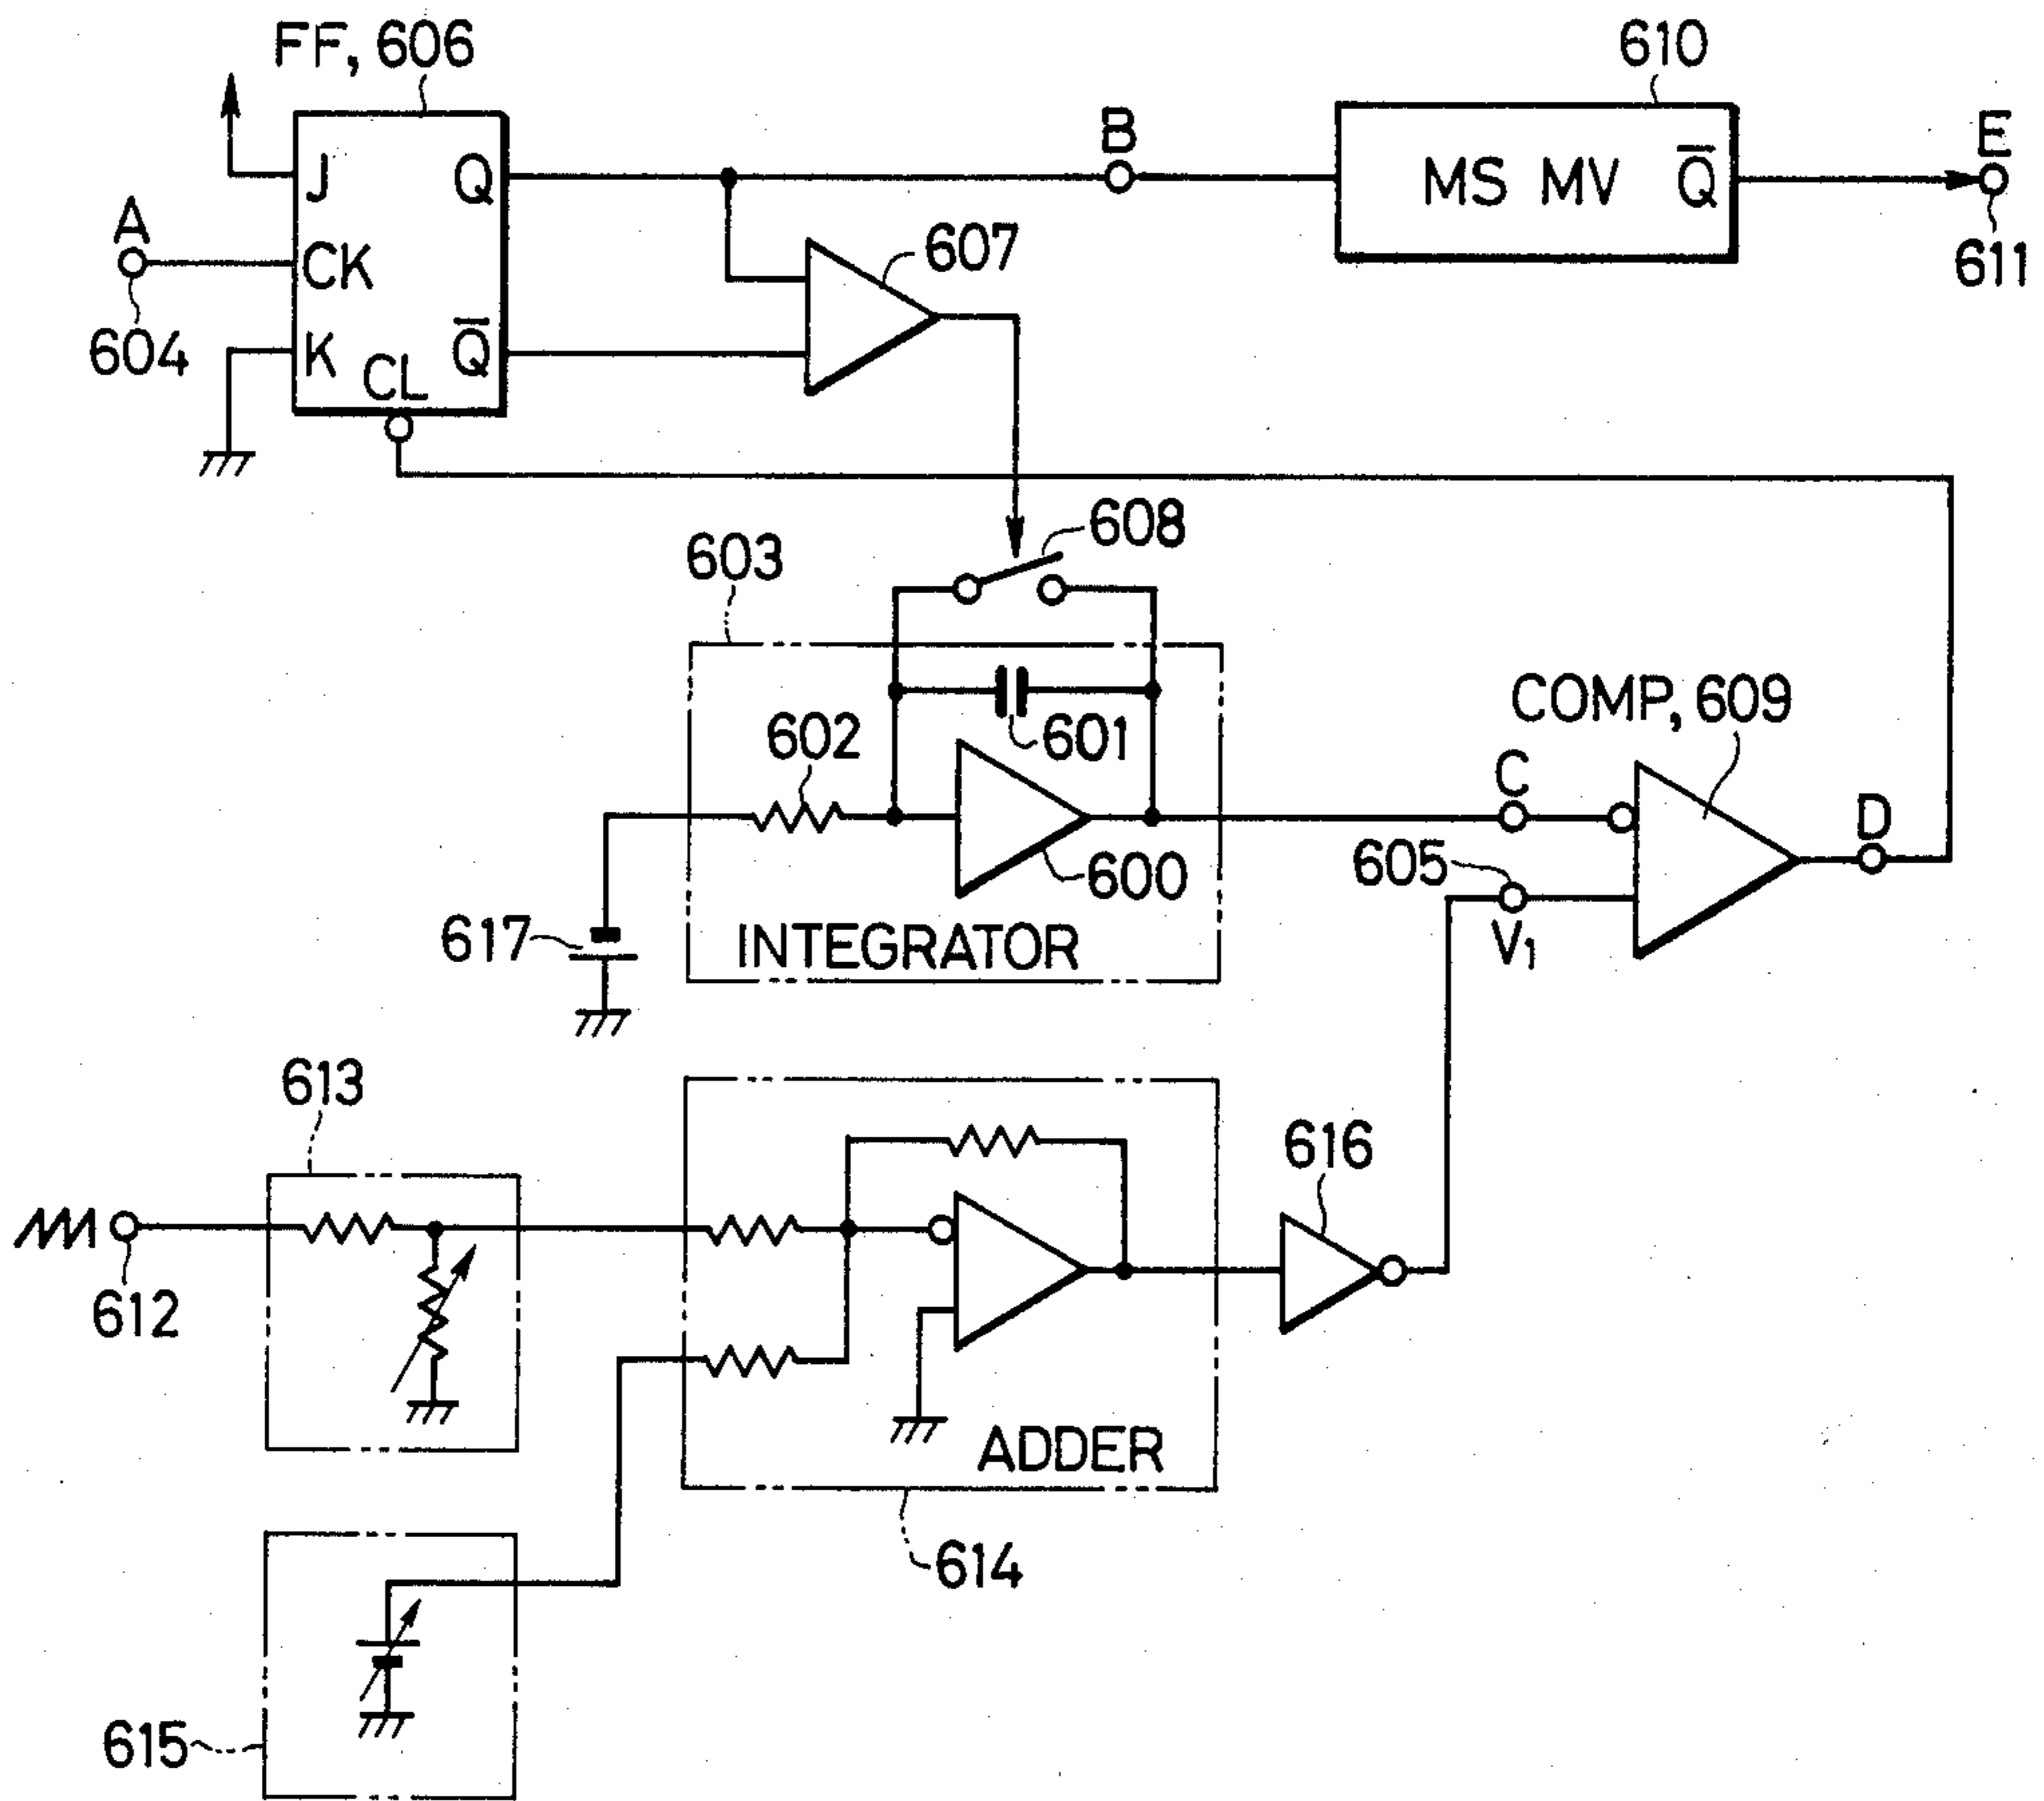 FF, 606
610
J
Q
B
MS MV
Q̅
E
A
CK
607
611
604
K
CL
Q̅
608
603
COMP, 609
602
601
C
D
600
605
V1
617
INTEGRATOR
613
616
612
ADDER
614
615